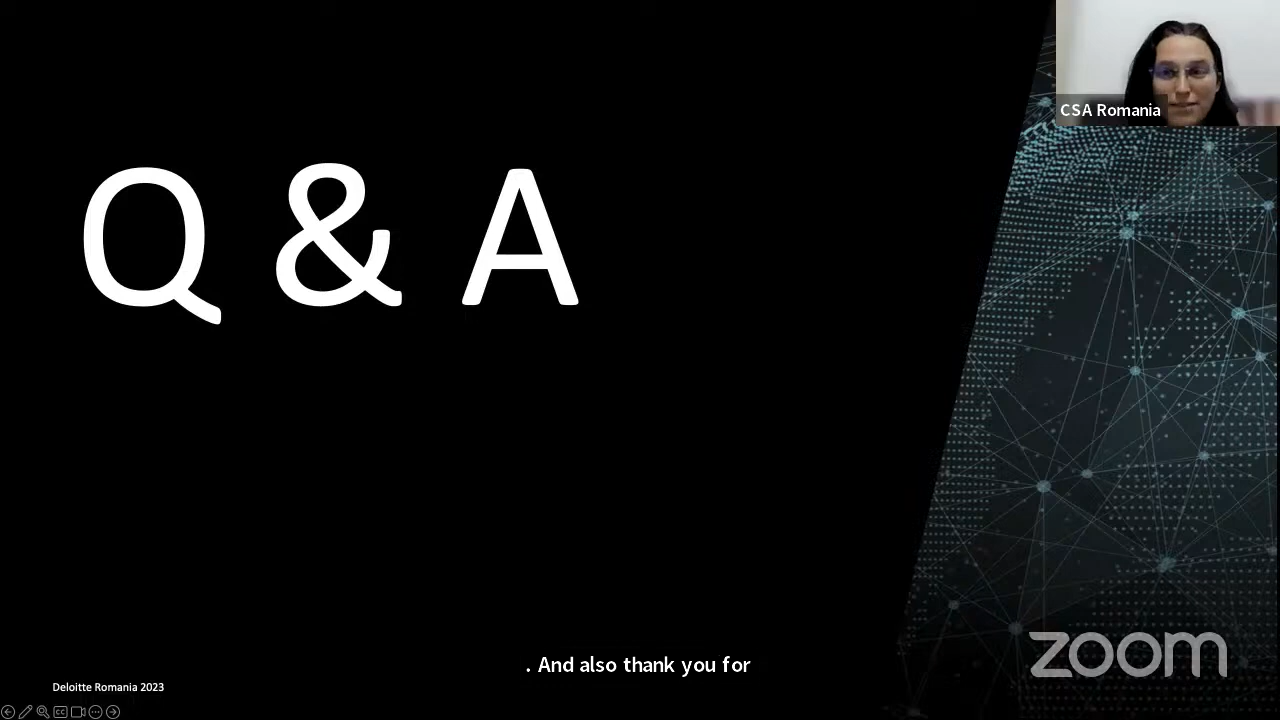 CSA Romania
Q & A
. And also thank you for
zoom
Deloitte Romania 2023